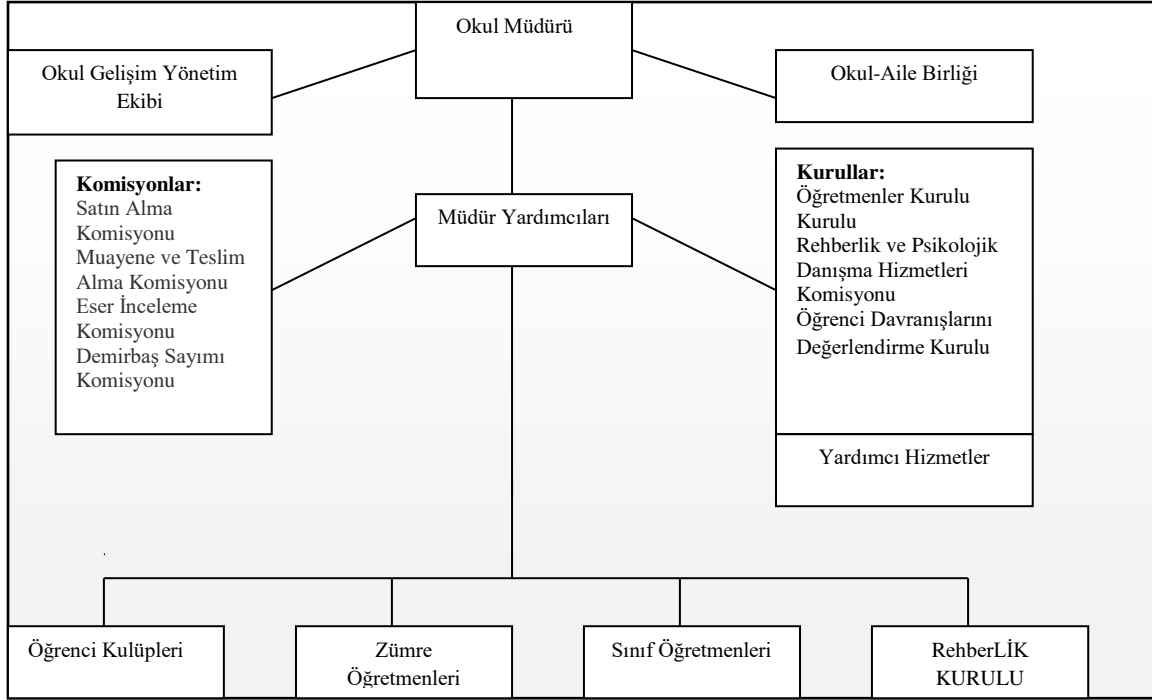 Okul Müdürü
Okul Gelişim Yönetim
Ekibi
Okul-Aile Birliği
Komisyonlar:
Satın Alma
Komisyonu
Muayene ve Teslim
Alma Komisyonu
Eser İnceleme
Komisyonu
Demirbaş Sayımı
Komisyonu
Müdür Yardımcıları
Kurullar:
Öğretmenler Kurulu
Kurulu
Rehberlik ve Psikolojik
Danışma Hizmetleri
Komisyonu
Öğrenci Davranışlarını
Değerlendirme Kurulu
Yardımcı Hizmetler
Öğrenci Kulüpleri
Zümre
Öğretmenleri
Sınıf Öğretmenleri
RehberLİK
KURULU